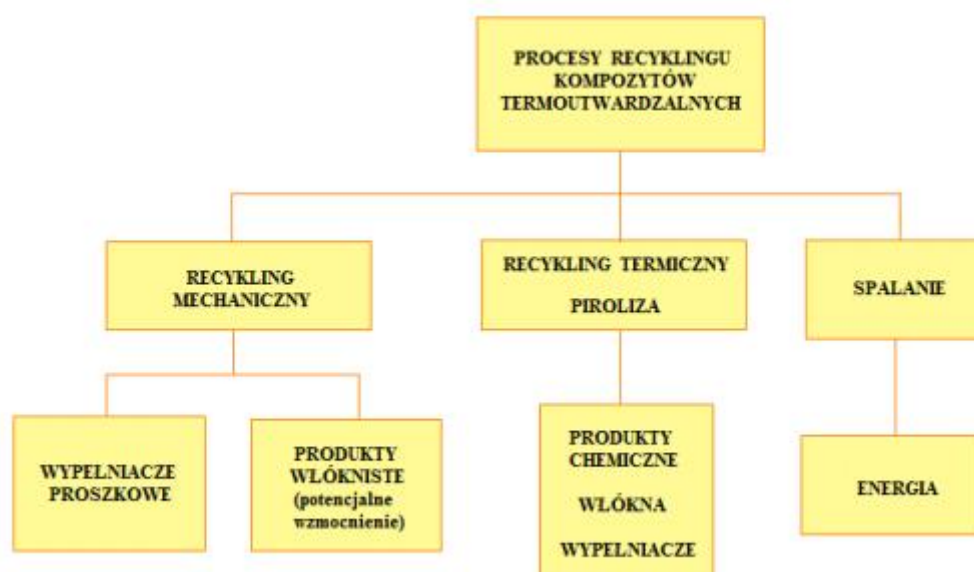 PROCESY RECYKLINGU
KOMPOZYTÓW
TERMOUTWARDZALNYCH
RECYKLING
MECHANICZNY
RECYKLING TERMICZNY
PIROLIZA
SPALANIE
WYPEŁNIACZE
PROSZKOWE
PRODUKTY
WŁÓKNISTE
(potencjalne
wzmocnienie)
PRODUKTY
CHEMICZNE
WŁÓKNA
WYPEŁNIACZE
ENERGIA